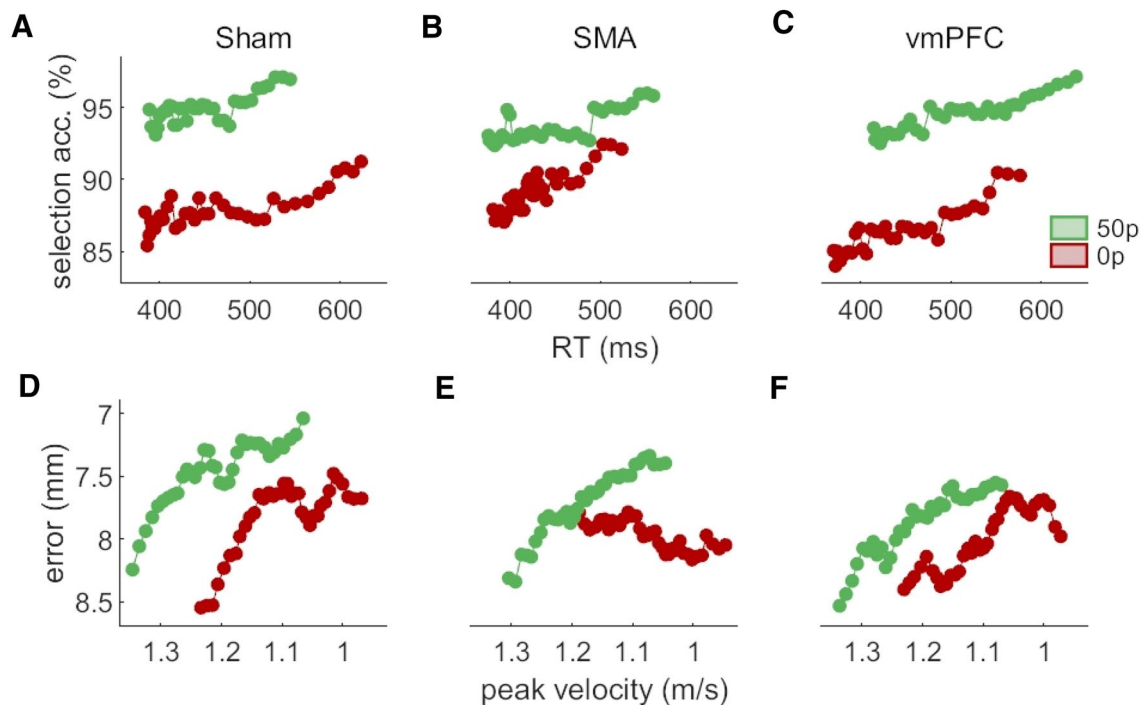 A B C
Sham SMA vmPFC
selection acc. (%)
95
90
85
50p
0p
400 500 600 400 500 600 400 500 600
RT (ms)
D E F
error (mm)
7
7.5
8
8.5
1.3 1.2 1.1 1 1.3 1.2 1.1 1 1.3 1.2 1.1 1
peak velocity (m/s)